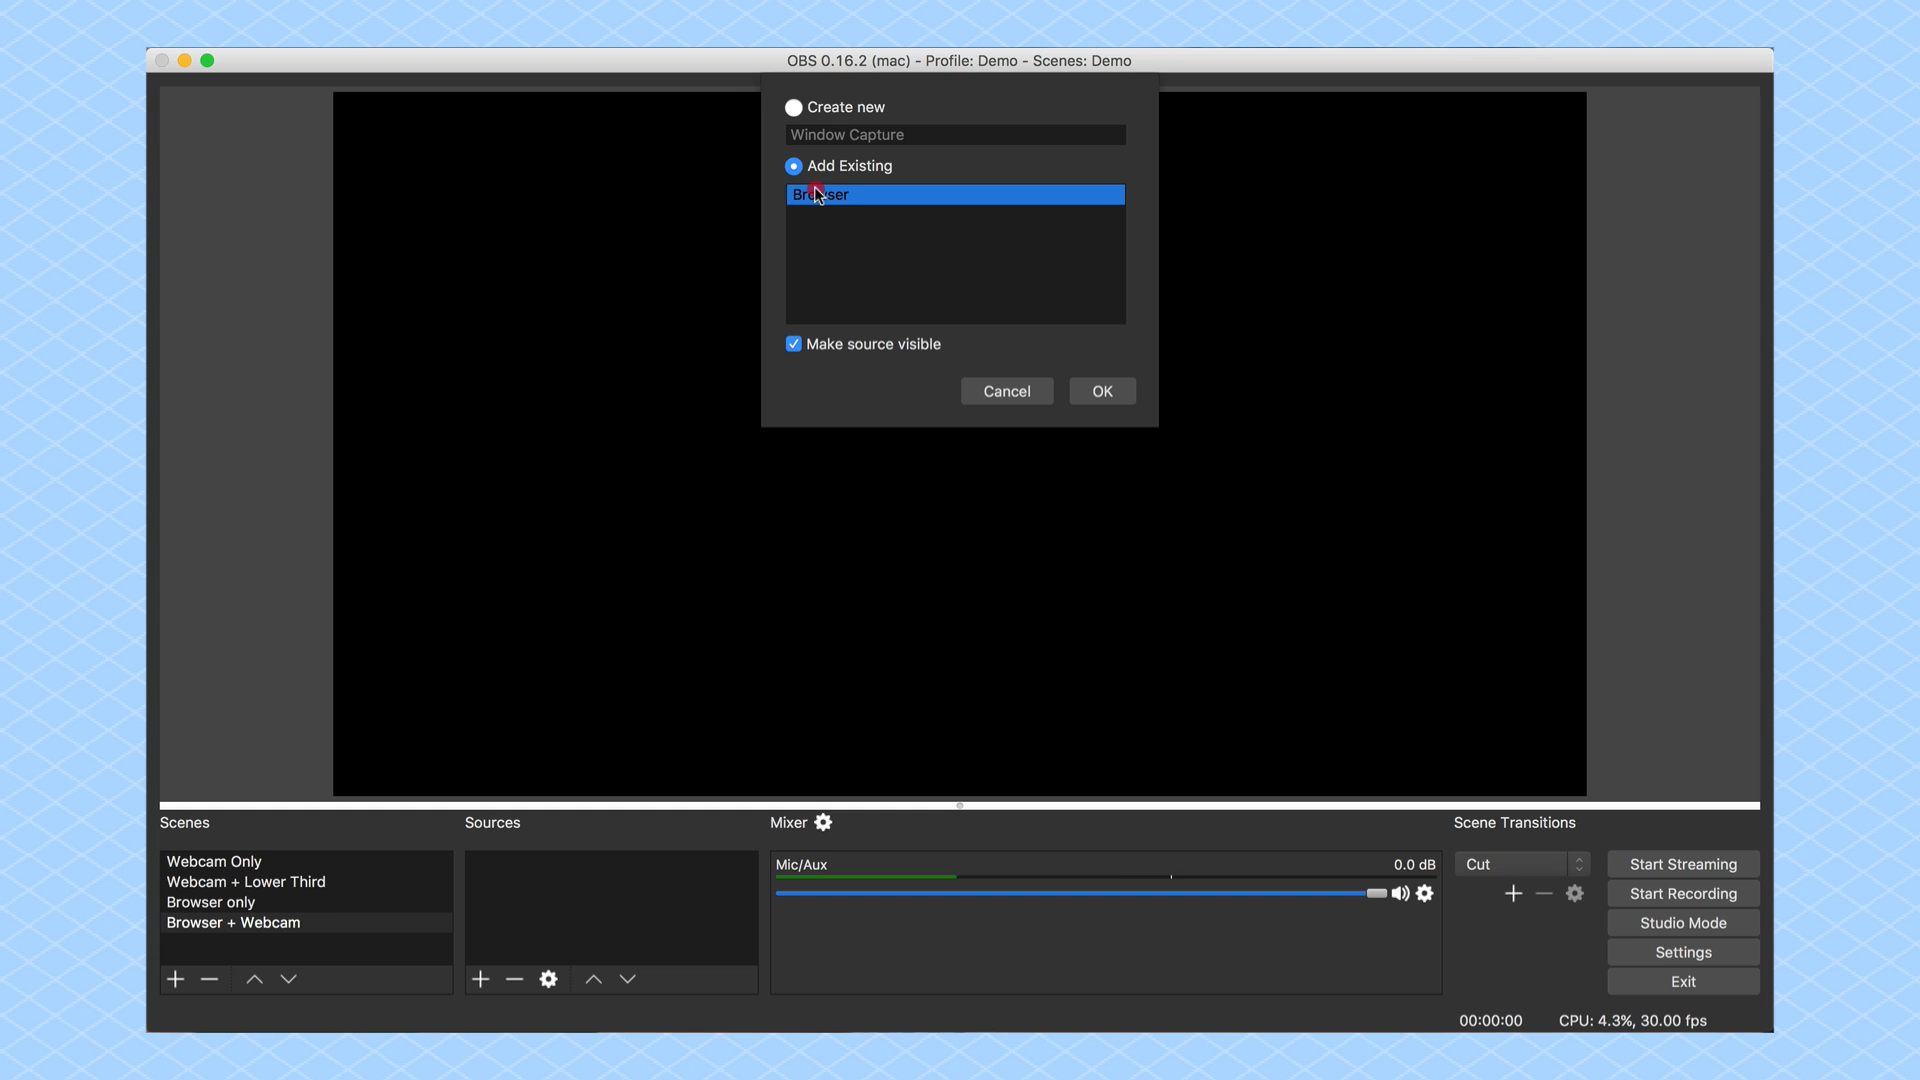 OBS 0.16.2 (mac) - Profile: Demo - Scenes: Demo
Create new
Window Capture
Add Existing
Browser
Make source visible
Cancel
OK
Scenes
Sources
Mixer
Scene Transitions
Webcam Only
Webcam + Lower Third
Browser only
Browser + Webcam
Mic/Aux
0.0 dB
Cut
Start Streaming
Start Recording
Studio Mode
Settings
Exit
00:00:00
CPU: 4.3%, 30.00 fps